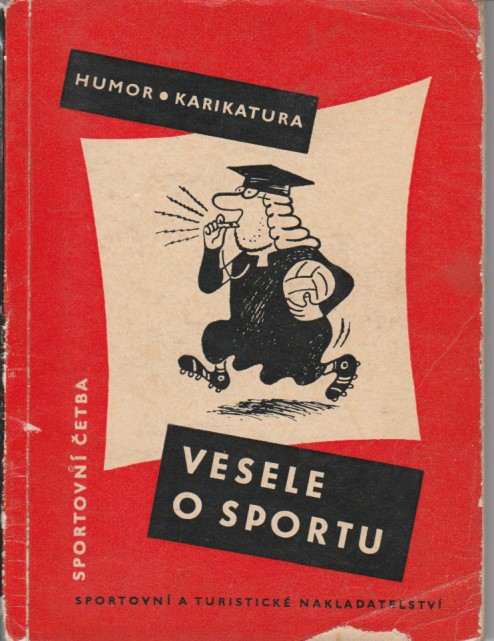 HUMOR • KARIKATURA
SPORTOVNÍ ČETBA
VESELE
O SPORTU
SPORTOVNÍ A TURISTICKÉ NAKLADATELSTVÍ